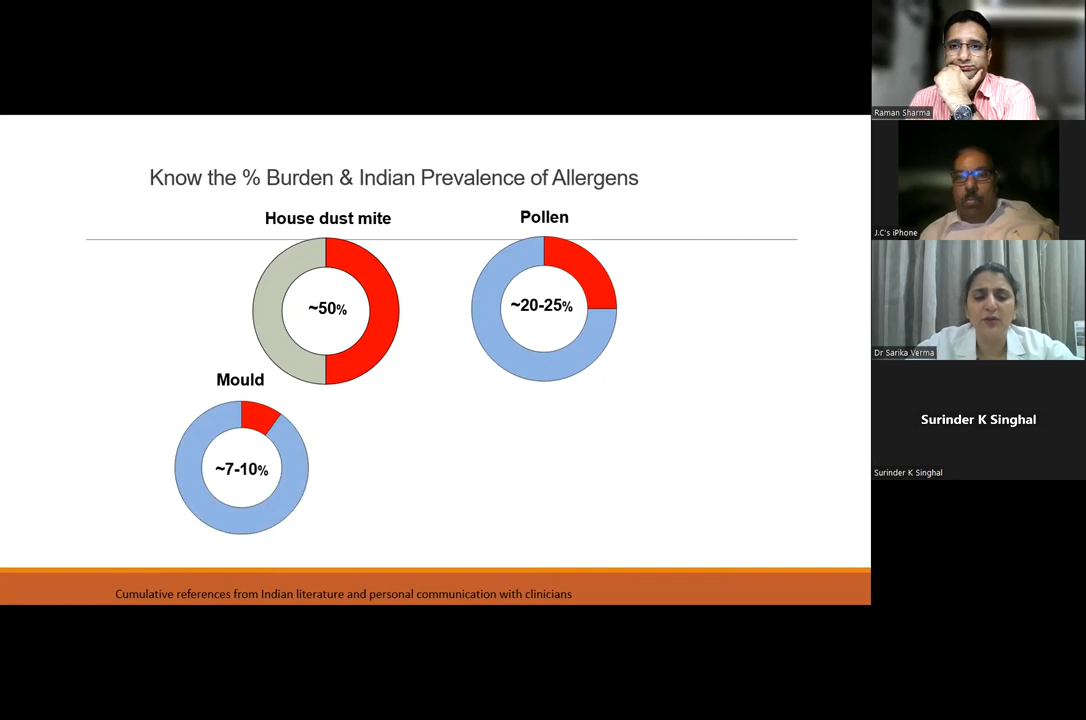 Know the % Burden & Indian Prevalence of Allergens
House dust mite
Pollen
~50%
~20-25%
Mould
~7-10%
Cumulative references from Indian literature and personal communication with clinicians
Raman Sharma
J.C's iPhone
Dr Sarika Verma
Surinder K Singhal
Surinder K Singhal